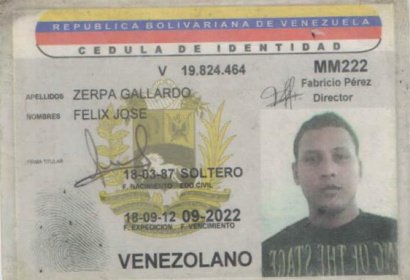 REPUBLICA BOLIVARIANA DE VENEZUELA
CEDULA DE IDENTIDAD
V 19.824.464
MM222
Fabricio Pérez
Director
APELLIDOS ZERPA GALLARDO
NOMBRES FELIX JOSE
FIRMA TITULAR
18-03-87 SOLTERO
F. NACIMIENTO EDO CIVIL
18-09-12 09-2022
F. EXPEDICION F. VENCIMIENTO
VENEZOLANO